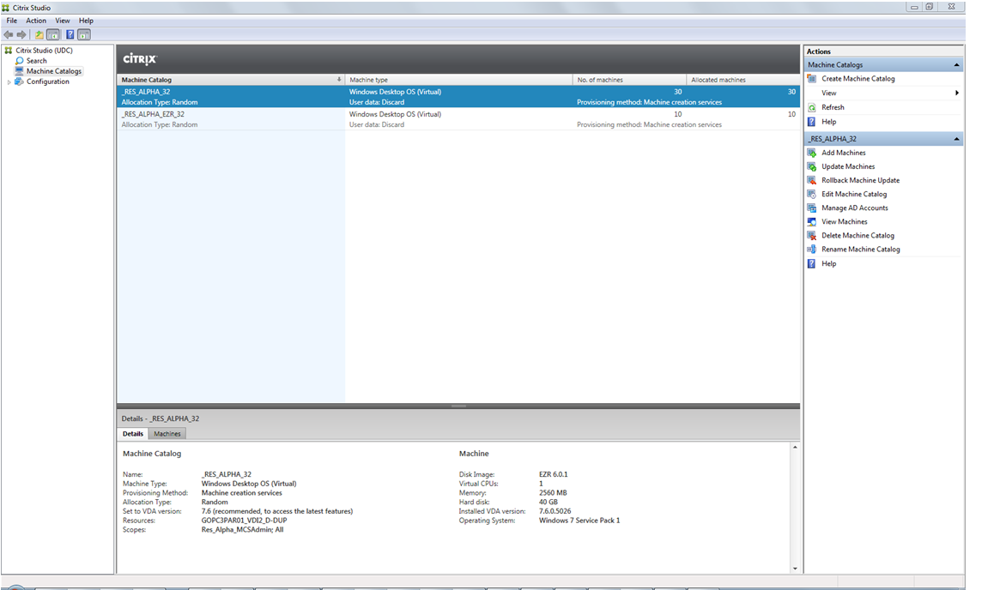 Citrix Studio
File Action View Help
Citrix Studio (UDC)
Search
Machine Catalogs
Configuration
CITRIX
Machine Catalog Machine type No. of machines Allocated machines
_RES_ALPHA_32 Windows Desktop OS (Virtual) 30 30
Allocation Type: Random User data: Discard Provisioning method: Machine creation services
_RES_ALPHA_EZR_32 Windows Desktop OS (Virtual) 10 10
Allocation Type: Random User data: Discard Provisioning method: Machine creation services
Details - _RES_ALPHA_32
Details Machines
Machine Catalog
Name: _RES_ALPHA_32
Machine Type: Windows Desktop OS (Virtual)
Provisioning Method: Machine creation services
Allocation Type: Random
Set to VDA version: 7.6 (recommended, to access the latest features)
Resources: GOPC3PAR01_VDI2_D-DUP
Scopes: Res_Alpha_MCSAdmin; All
Machine
Disk Image: EZR 6.0.1
Virtual CPUs: 1
Memory: 2560 MB
Hard disk: 40 GB
Installed VDA version: 7.6.0.5026
Operating System: Windows 7 Service Pack 1
Actions
Machine Catalogs
Create Machine Catalog
View
Refresh
Help
_RES_ALPHA_32
Add Machines
Update Machines
Rollback Machine Update
Edit Machine Catalog
Manage AD Accounts
View Machines
Delete Machine Catalog
Rename Machine Catalog
Help